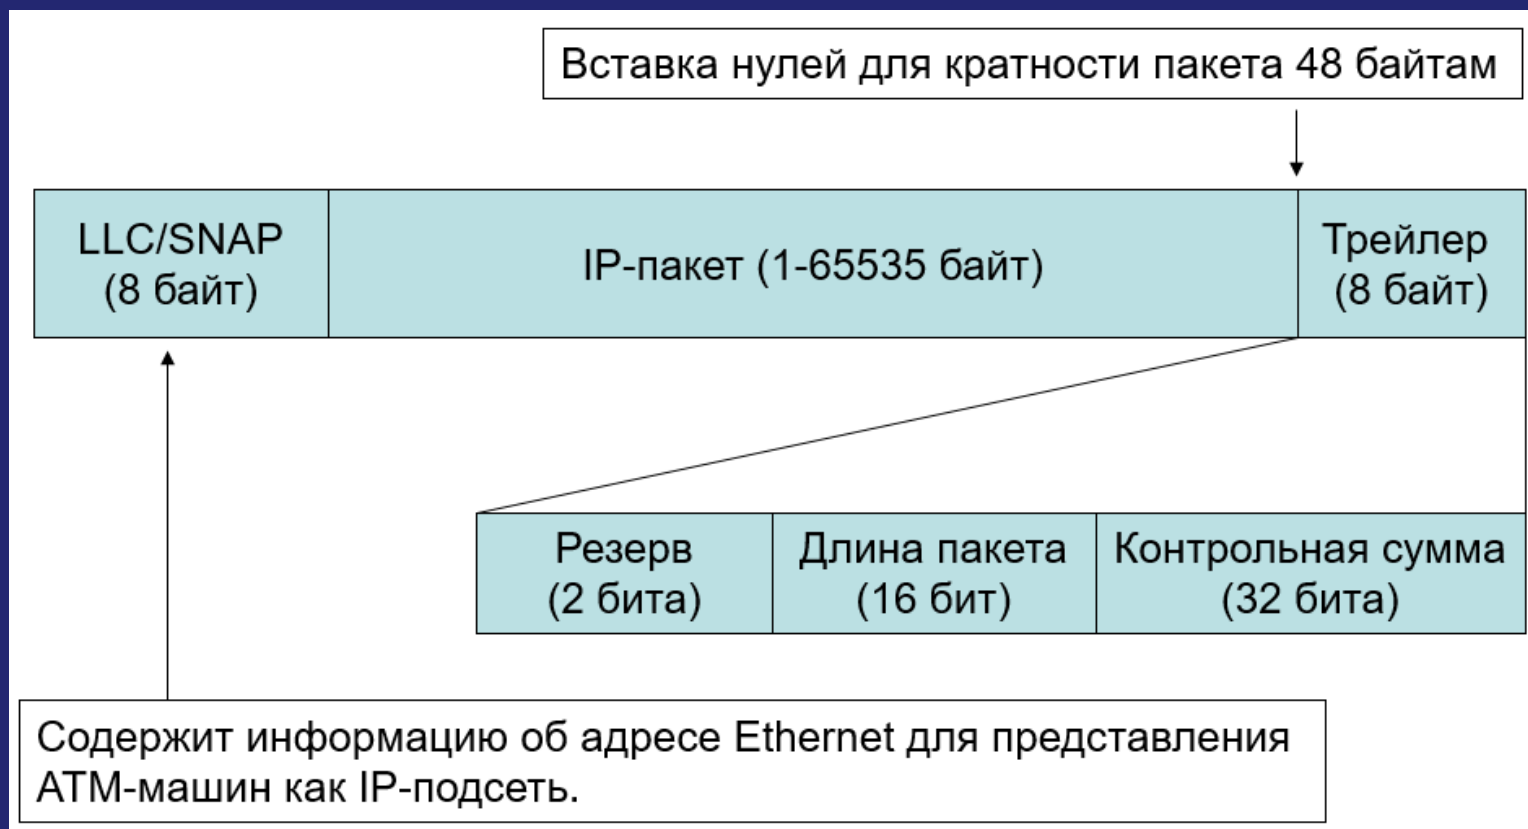 Вставка нулей для кратности пакета 48 байтам
LLC/SNAP
(8 байт)
IP-пакет (1-65535 байт)
Трейлер
(8 байт)
Резерв
(2 бита)
Длина пакета
(16 бит)
Контрольная сумма
(32 бита)
Содержит информацию об адресе Ethernet для представления
АТМ-машин как IP-подсеть.